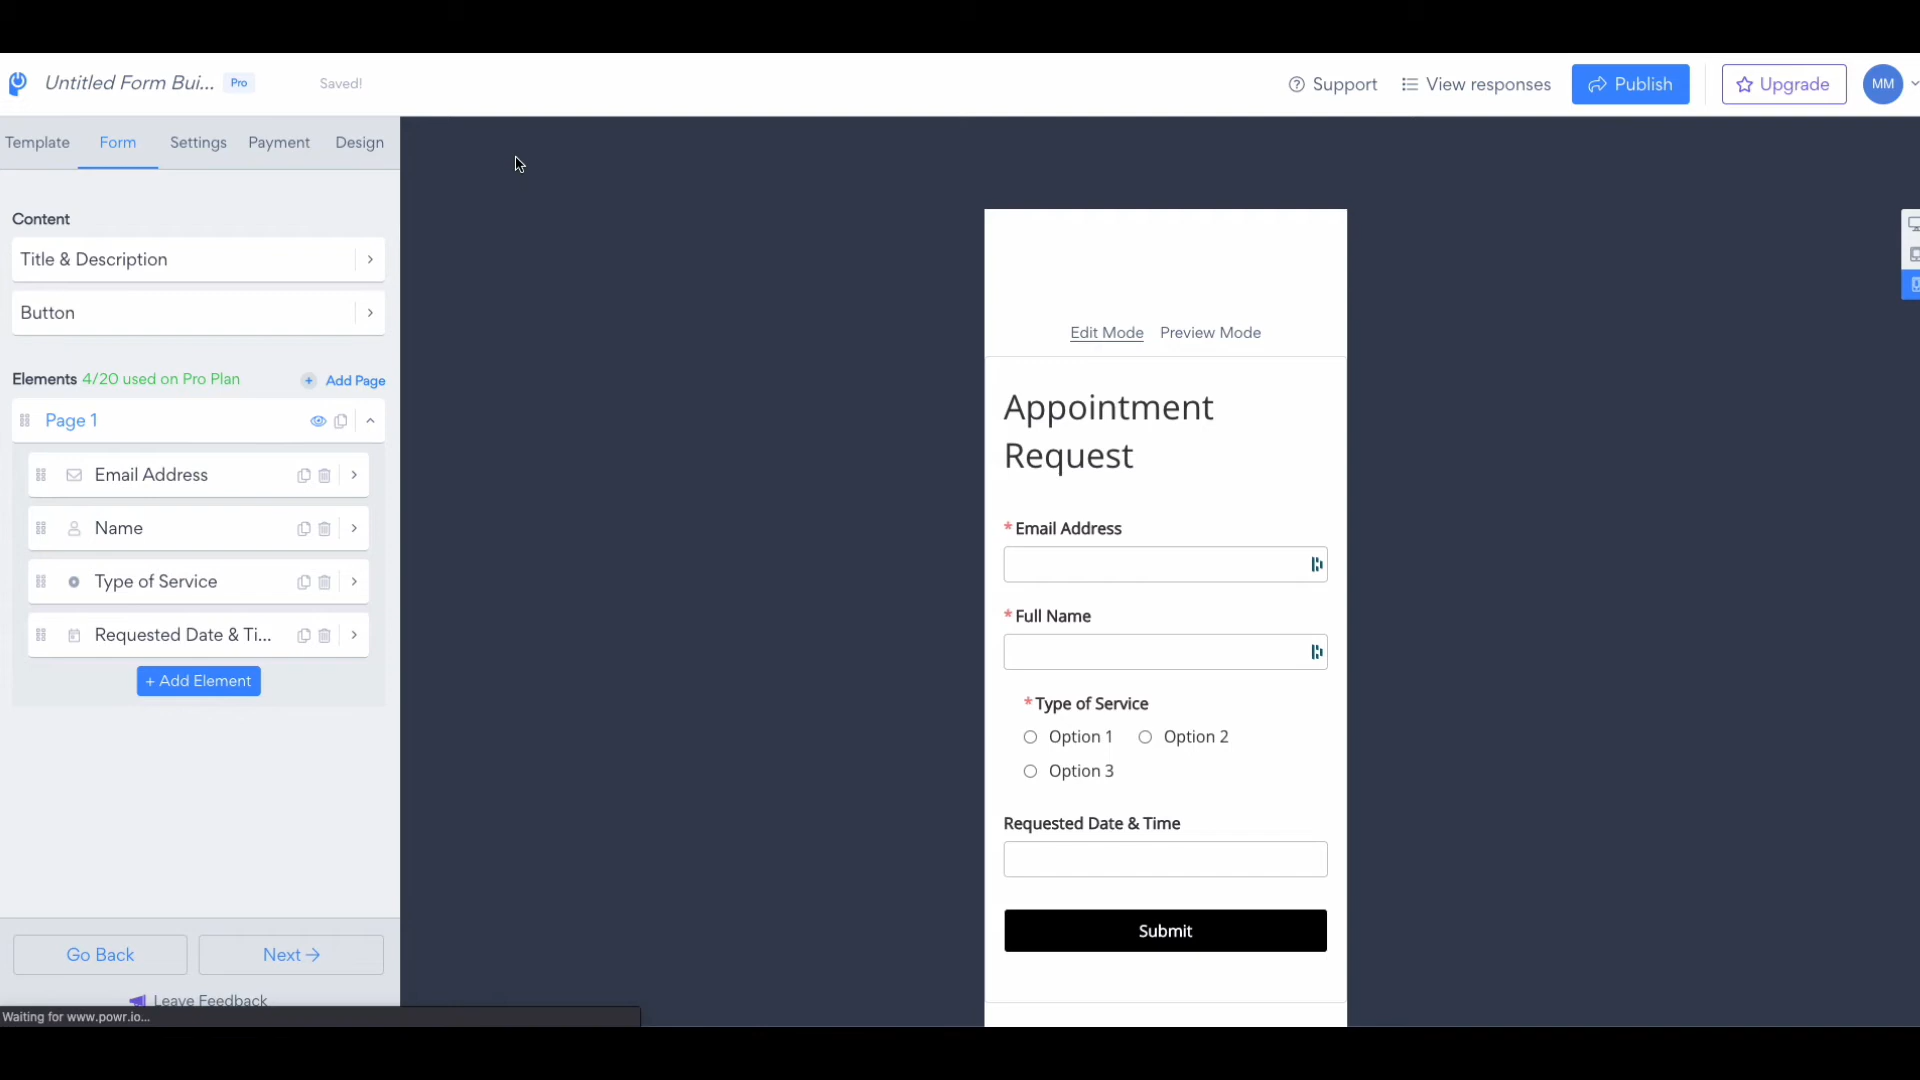 Untitled Form Bui... Pro Saved! Support View responses Publish Upgrade MM
Template Form Settings Payment Design
Content
Title & Description
Button
Elements 4/20 used on Pro Plan + Add Page
Page 1
Email Address
Name
Type of Service
Requested Date & Ti...
+ Add Element
Go Back Next →
Leave Feedback
Waiting for www.powr.io...
Edit Mode Preview Mode
Appointment
Request
* Email Address
* Full Name
* Type of Service
Option 1 Option 2
Option 3
Requested Date & Time
Submit